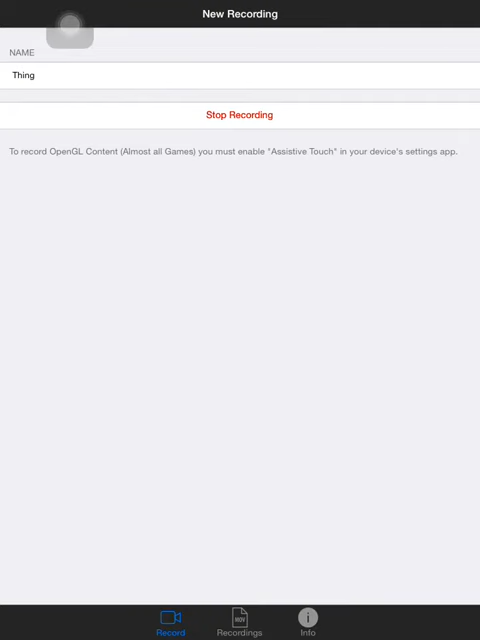 New Recording
NAME
Thing
Stop Recording
To record OpenGL Content (Almost all Games) you must enable "Assistive Touch" in your device's settings app.
MOV
Record
Recordings
Info